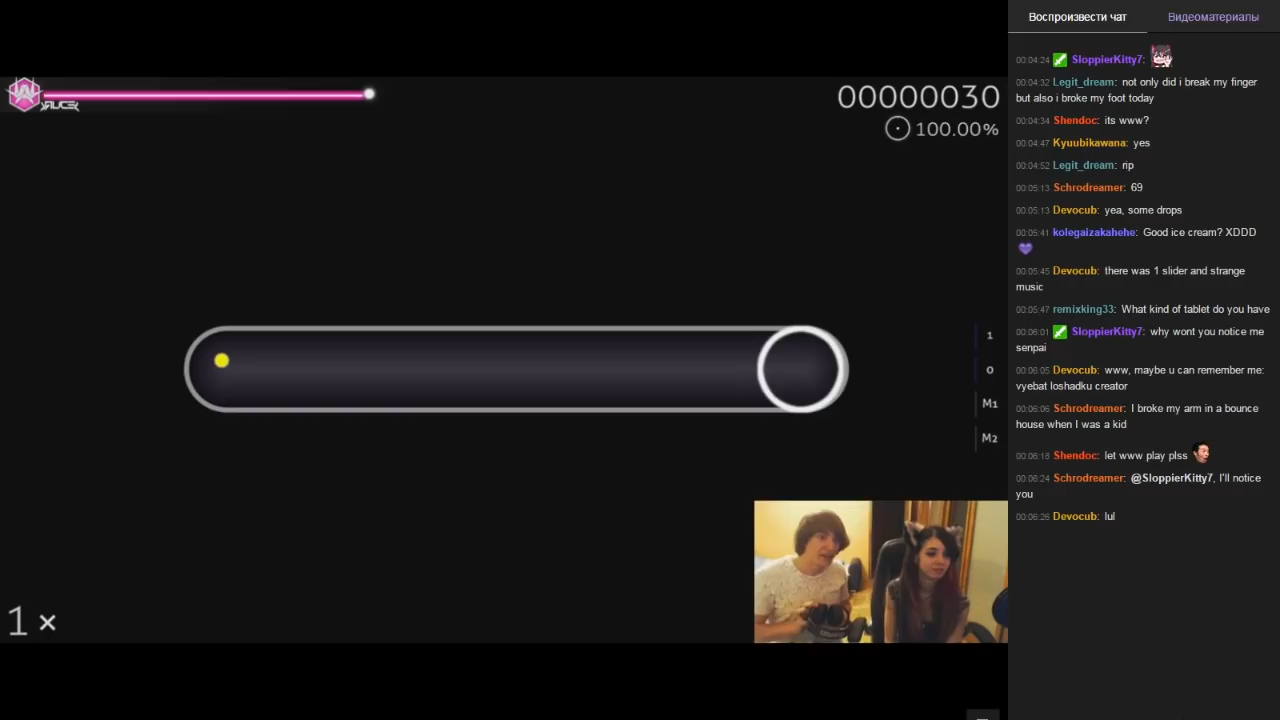 Воспроизвести чат
Видеоматериалы
00000030
100.00%
1
0
M1
M2
1 ×
00:04:24 SloppierKitty7:
00:04:32 Legit_dream: not only did i break my finger
but also i broke my foot today
00:04:34 Shendoc: its www?
00:04:47 Kyuubikawana: yes
00:04:52 Legit_dream: rip
00:05:13 Schrodreamer: 69
00:05:13 Devocub: yea, some drops
00:05:41 kolegaizakahehe: Good ice cream? XDDD
00:05:45 Devocub: there was 1 slider and strange
music
00:05:47 remixking33: What kind of tablet do you have
00:06:01 SloppierKitty7: why wont you notice me
senpai
00:06:05 Devocub: www, maybe u can remember me:
vyebat loshadku creator
00:06:06 Schrodreamer: I broke my arm in a bounce
house when I was a kid
00:06:18 Shendoc: let www play plss
00:06:24 Schrodreamer: @SloppierKitty7, I'll notice
you
00:06:26 Devocub: lul